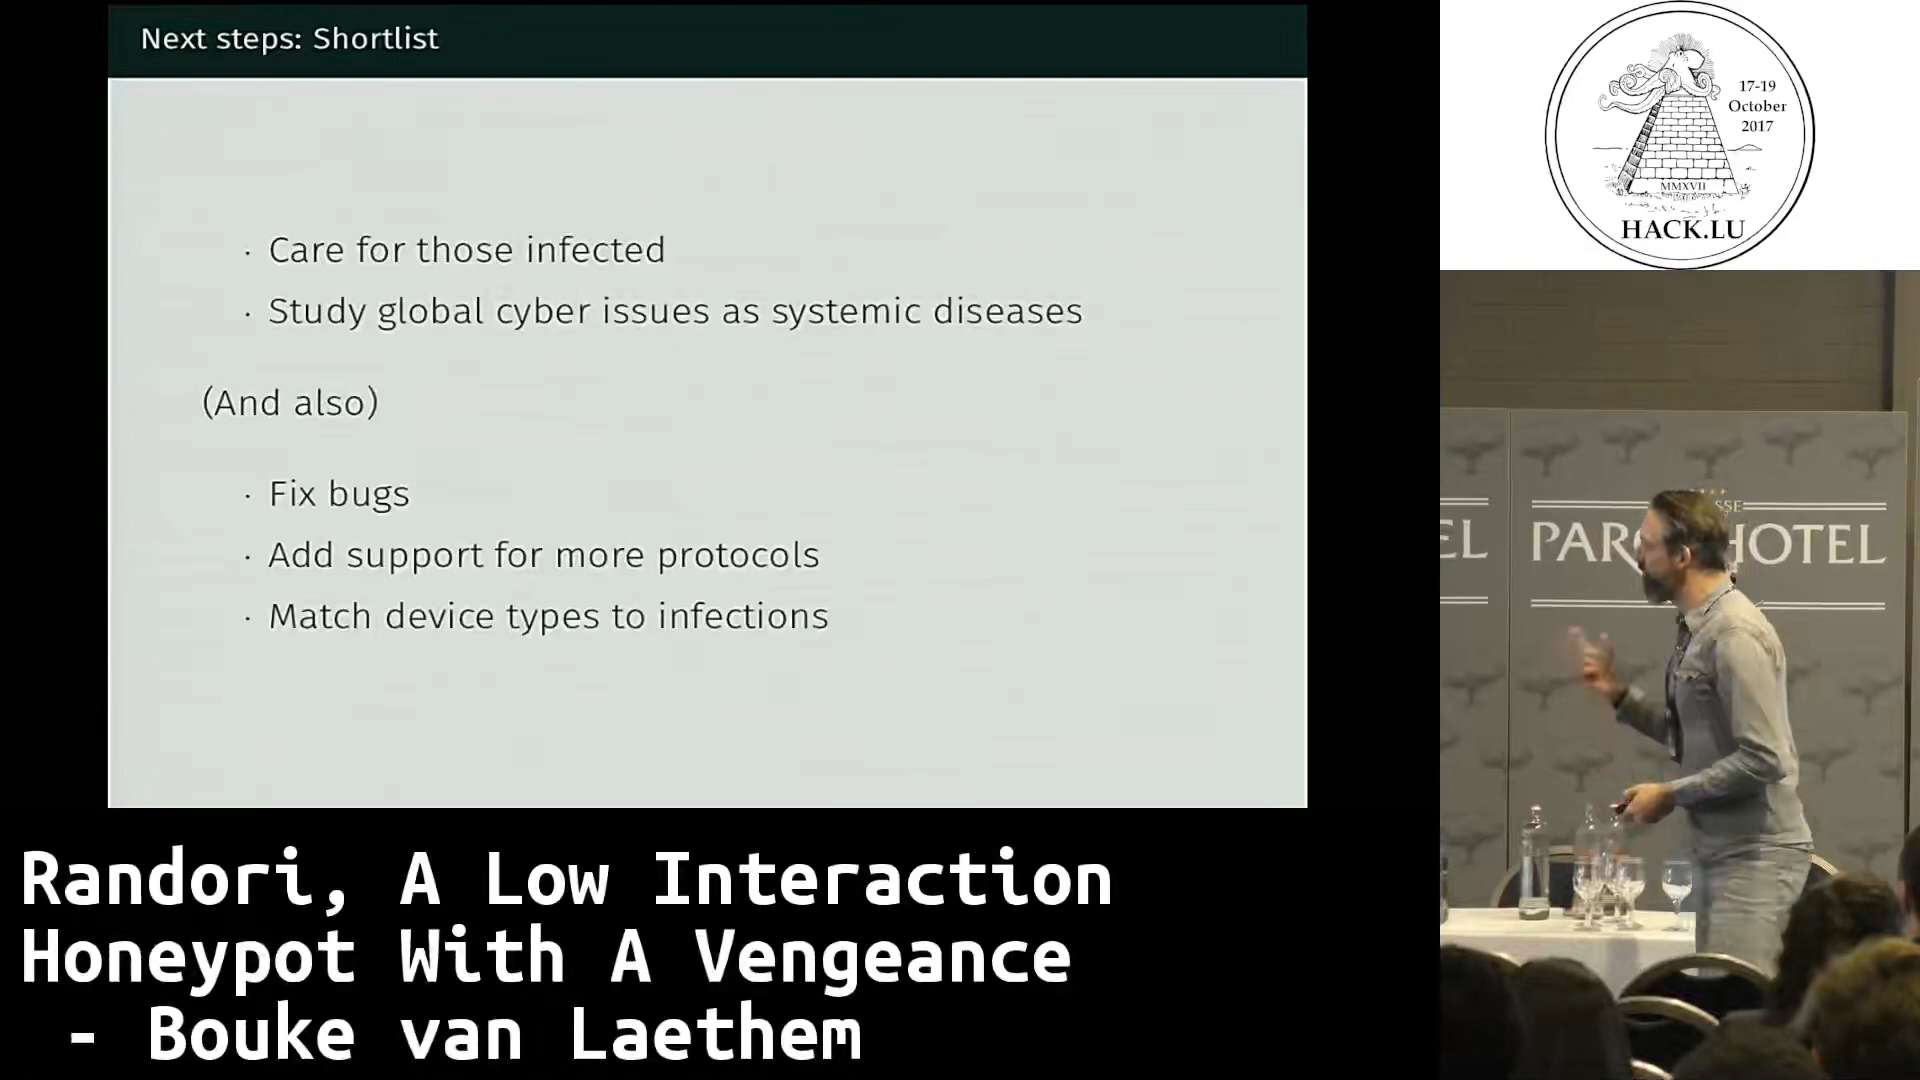 Next steps: Shortlist
· Care for those infected
· Study global cyber issues as systemic diseases
(And also)
· Fix bugs
· Add support for more protocols
· Match device types to infections
17-19
October
2017
MMXVII
HACK.LU
EL
HOTEL
Randori, A Low Interaction
Honeypot With A Vengeance
- Bouke van Laethem